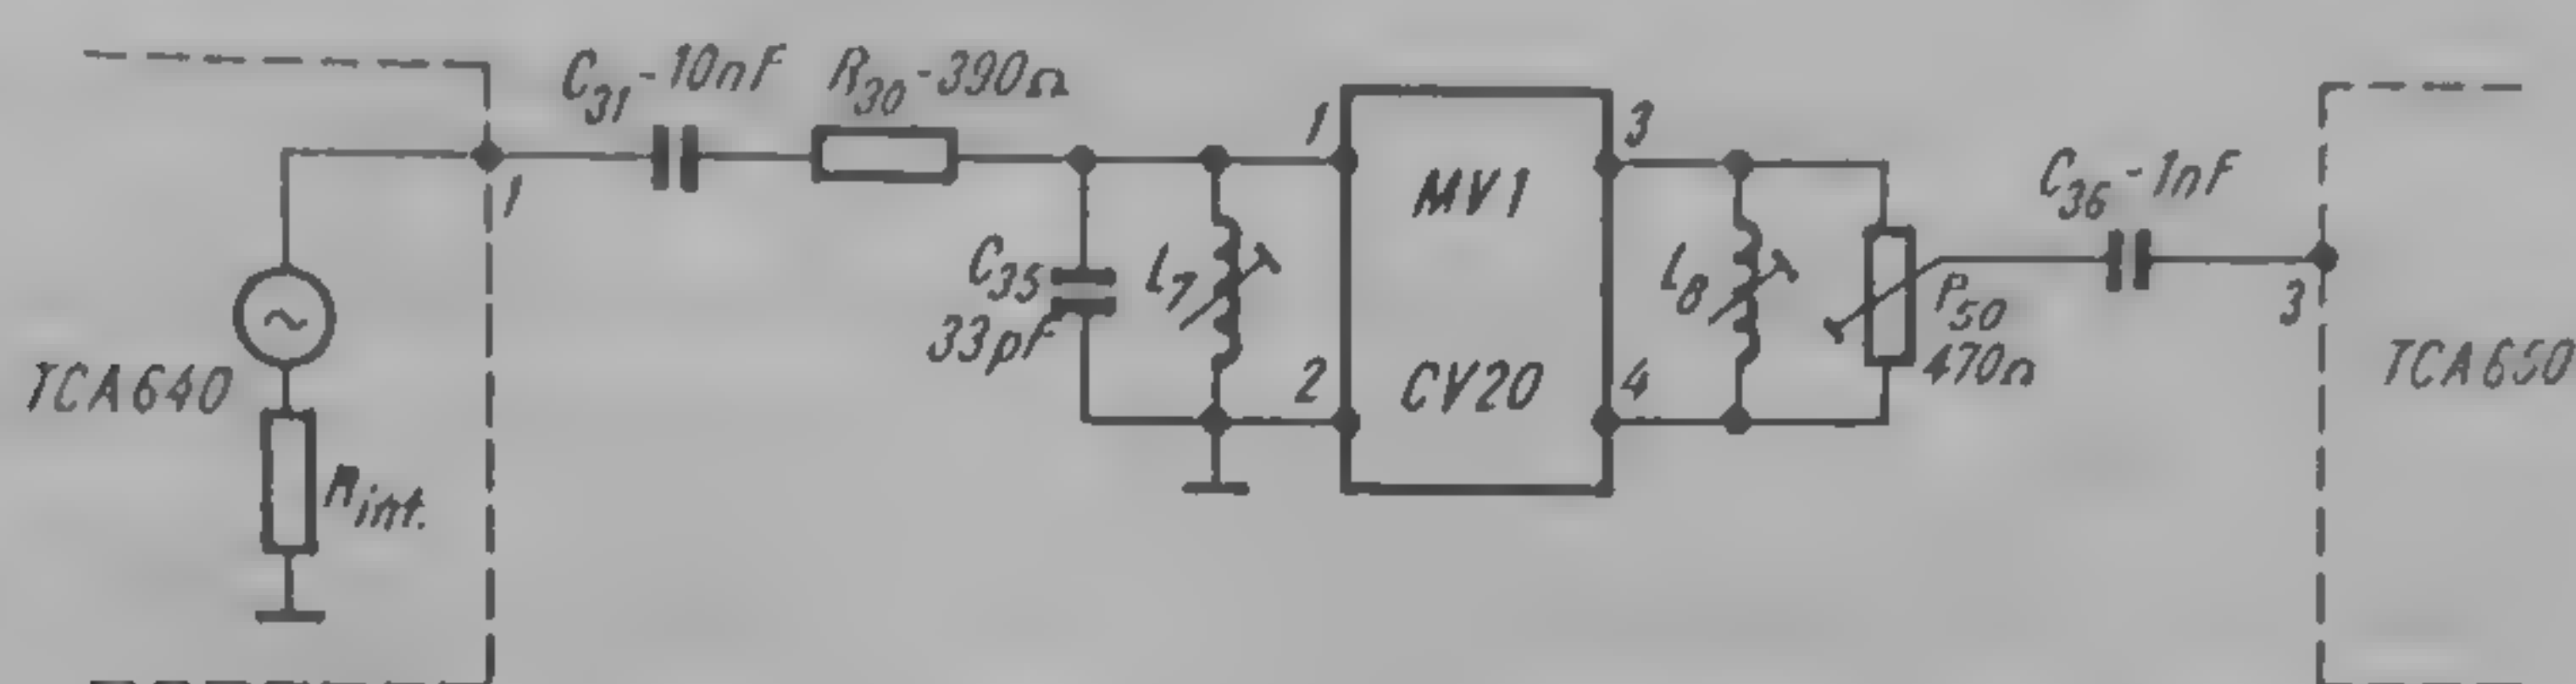 C31-10nF
R30-390Ω
1
3
MV1
C36-1nF
1
C35
33pF
L7
L8
P50
470Ω
3
TCA640
2
CV20
4
TCA650
Rint.